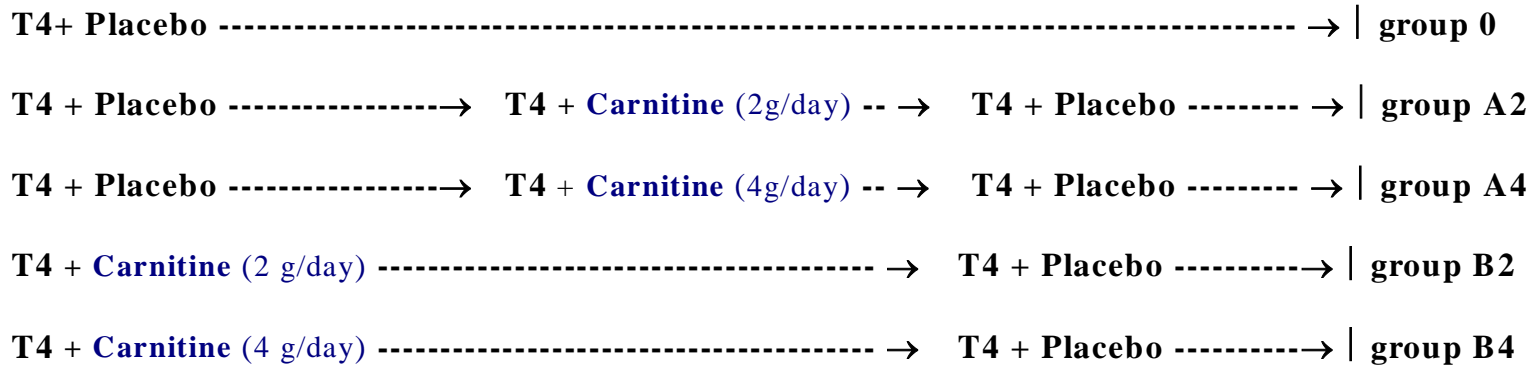 T4+ Placebo -------------------------------------------------------------------------------------- → | group 0
T4 + Placebo -----------------→ T4 + Carnitine (2g/day) -- → T4 + Placebo --------- → | group A2
T4 + Placebo -----------------→ T4 + Carnitine (4g/day) -- → T4 + Placebo --------- → | group A4
T4 + Carnitine (2 g/day) ---------------------------------------- → T4 + Placebo ----------→ | group B2
T4 + Carnitine (4 g/day) ---------------------------------------- → T4 + Placebo ----------→ | group B4